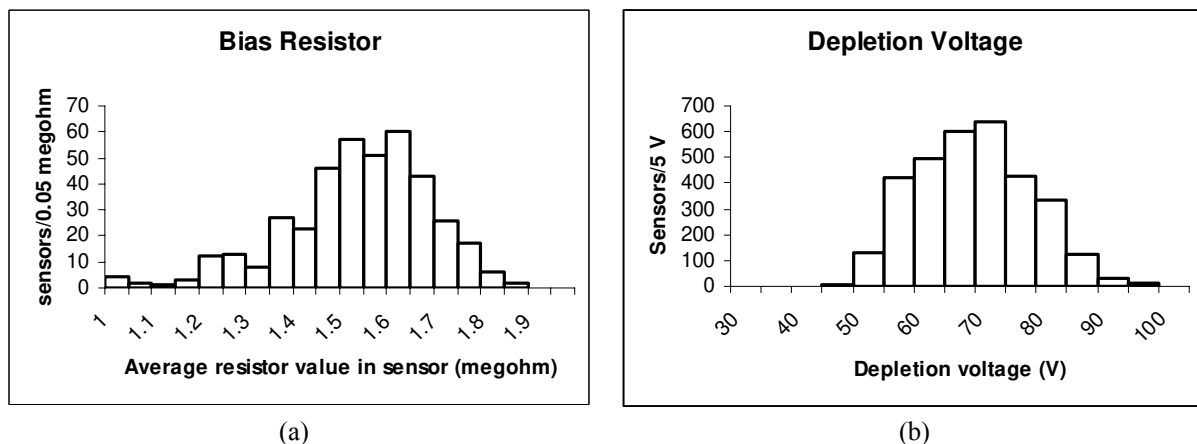 Bias Resistor
sensors/0.05 megohm
70
60
50
40
30
20
10
0
1 1.1 1.2 1.3 1.4 1.5 1.6 1.7 1.8 1.9
Average resistor value in sensor (megohm)
(a)
Depletion Voltage
Sensors/5 V
700
600
500
400
300
200
100
0
30 40 50 60 70 80 90 100
Depletion voltage (V)
(b)